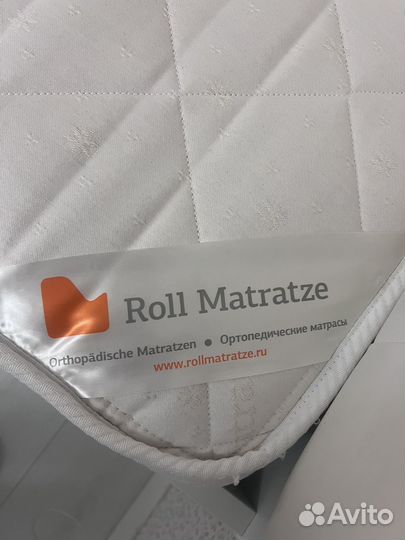 Roll Matratze
Orthopädische Matratzen • Ортопедические матрасы
www.rollmatratze.ru
Avito